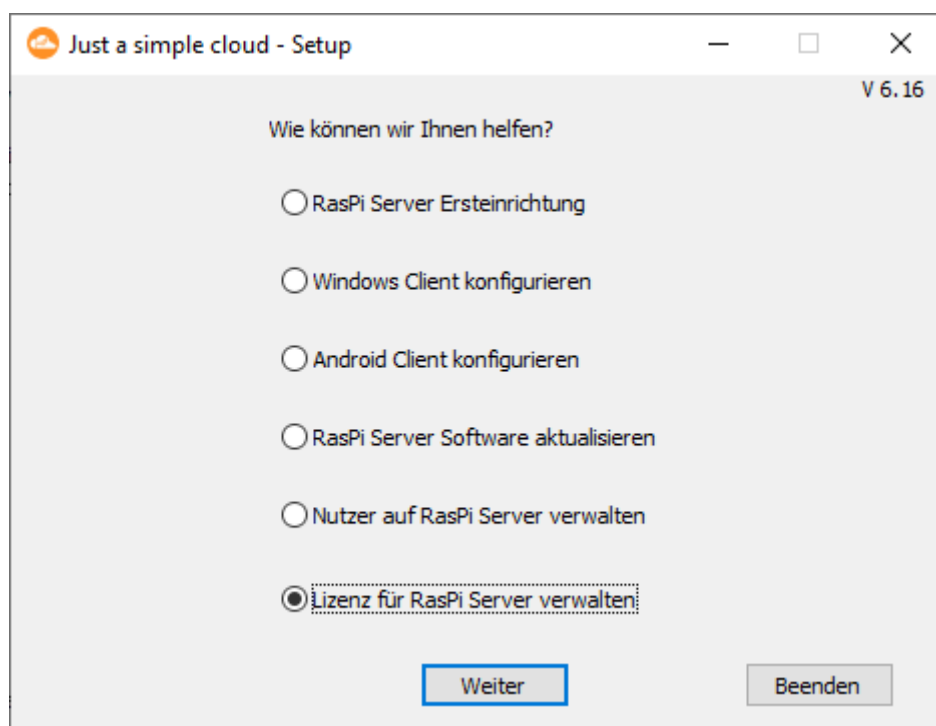 Just a simple cloud - Setup
V 6.16
Wie können wir Ihnen helfen?
RasPi Server Ersteinrichtung
Windows Client konfigurieren
Android Client konfigurieren
RasPi Server Software aktualisieren
Nutzer auf RasPi Server verwalten
Lizenz für RasPi Server verwalten
Weiter Beenden